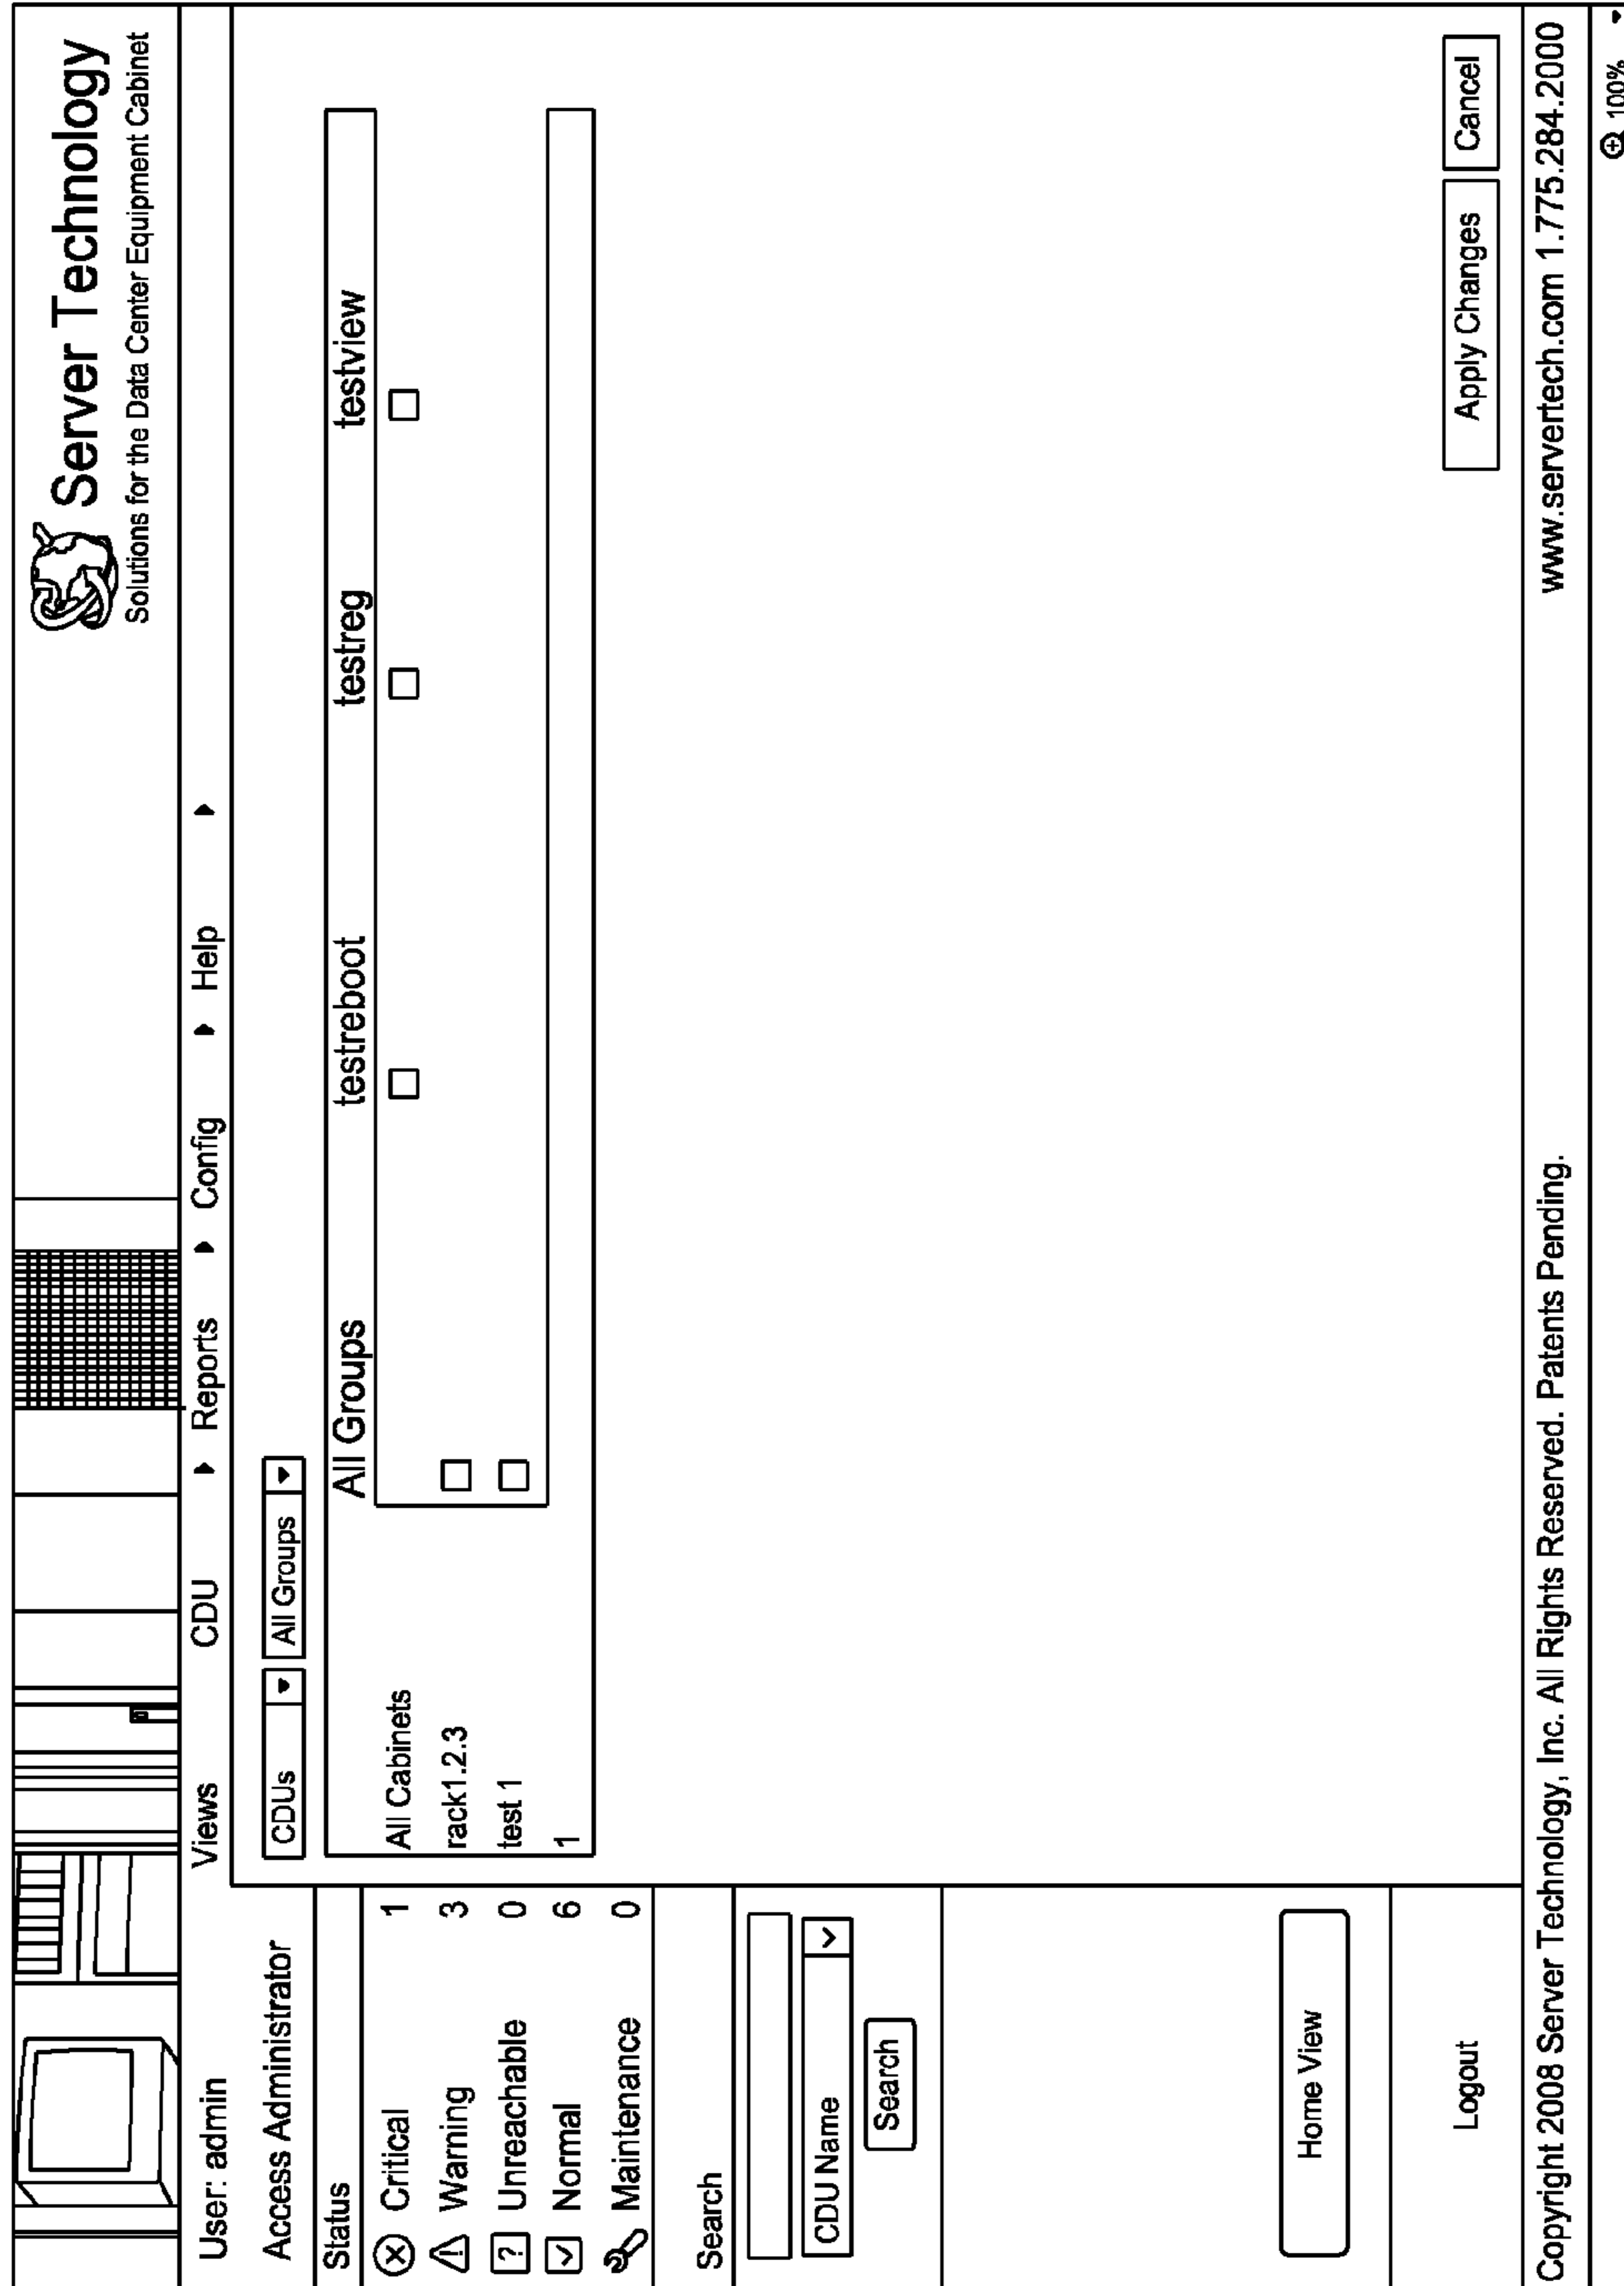 Server Technology
Solutions for the Data Center Equipment Cabinet
Views CDU Reports Config Help
User: admin
Access Administrator
Status
Critical 1
Warning 3
? Unreachable 0
Normal 6
Maintenance 0
Search
CDU Name
Search
Home View
Logout
CDUs All Groups
All Groups testreboot testreg testview
All Cabinets
rack1.2.3
test 1
1
Apply Changes Cancel
Copyright 2008 Server Technology, Inc. All Rights Reserved. Patents Pending. www.servertech.com 1.775.284.2000
100%